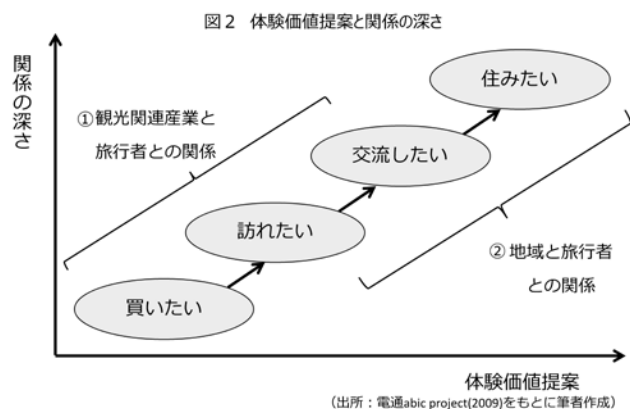 図２ 体験価値提案と関係の深さ
関係の深さ
住みたい
①観光関連産業と
旅行者との関係
交流したい
訪れたい
② 地域と旅行者
との関係
買いたい
体験価値提案
（出所：電通abic project(2009)をもとに筆者作成）